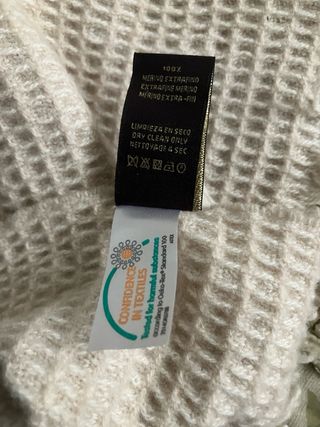 100%
MERINO EXTRAFINO
EXTRAFINE MERINO
MÉRINO EXTRA-FIN
LIMPIEZA EN SECO
DRY CLEAN ONLY
NETTOYAGE A SEC
CONFIDENCE
IN TEXTILES
Tested for harmful substances
according to Oeko-Tex® Standard 100